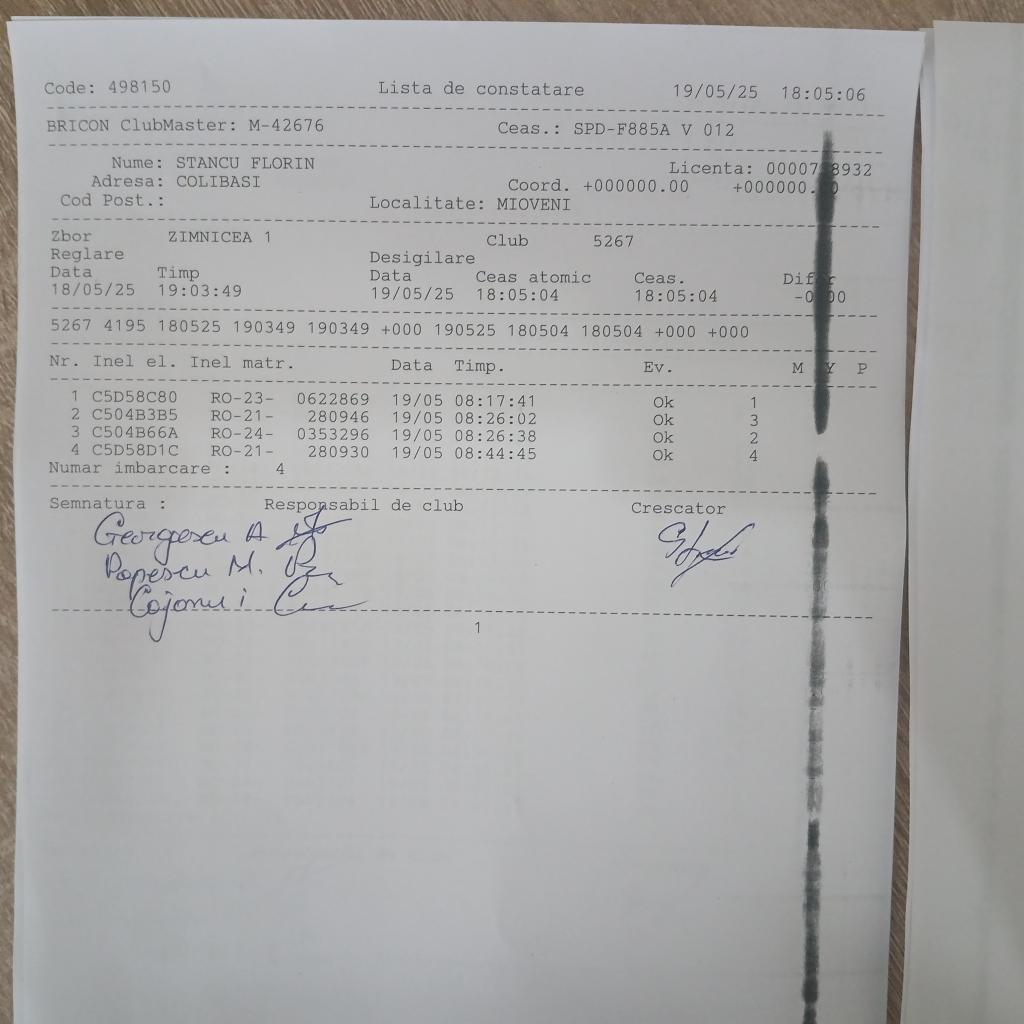 Code: 498150 Lista de constatare 19/05/25 18:05:06
BRICON ClubMaster: M-42676 Ceas.: SPD-F885A V 012
Nume: STANCU FLORIN Licenta: 8932
Adresa: COLIBASI Coord. +000000.00
Cod Post.: Localitate: MIOVENI
Zbor ZIMNICEA 1 Club 5267
Reglare Desigilare
Data Timp Data Ceas atomic Ceas.
18/05/25 19:03:49 19/05/25 18:05:04 18:05:04
5267 4195 180525 190349 190349 +000 190525 180504 180504 +000 +000
Nr. Inel el. Inel matr. Data Timp. Ev. M Y P
1 C5D58C80 RO-23- 0622869 19/05 08:17:41 Ok 1
2 C504B3B5 RO-21- 280946 19/05 08:26:02 Ok 3
3 C504B66A RO-24- 0353296 19/05 08:26:38 Ok 2
4 C5D58D1C RO-21- 280930 19/05 08:44:45 Ok 4
Numar imbarcare : 4
Semnatura : Responsabil de club Crescator
Georgescu A
Popescu M.
1